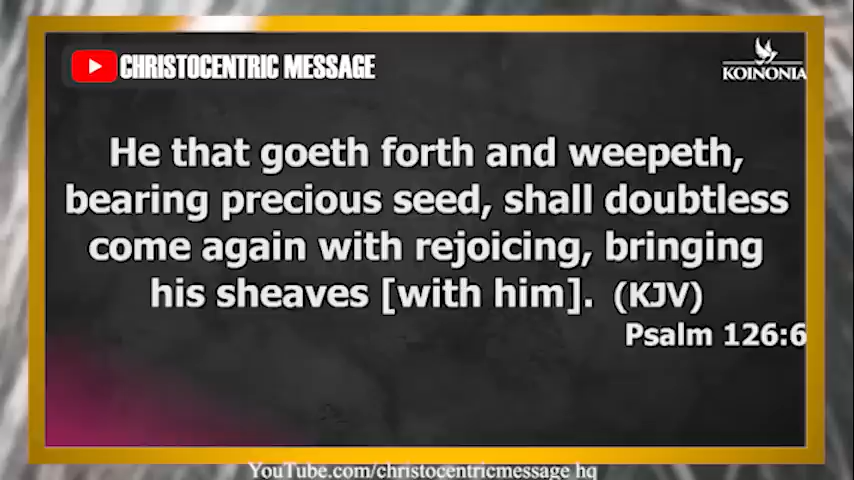 CHRISTOCENTRIC MESSAGE
KOINONIA
He that goeth forth and weepeth,
bearing precious seed, shall doubtless
come again with rejoicing, bringing
his sheaves [with him]. (KJV)
Psalm 126:6
YouTube.com/christocentricmessage hq